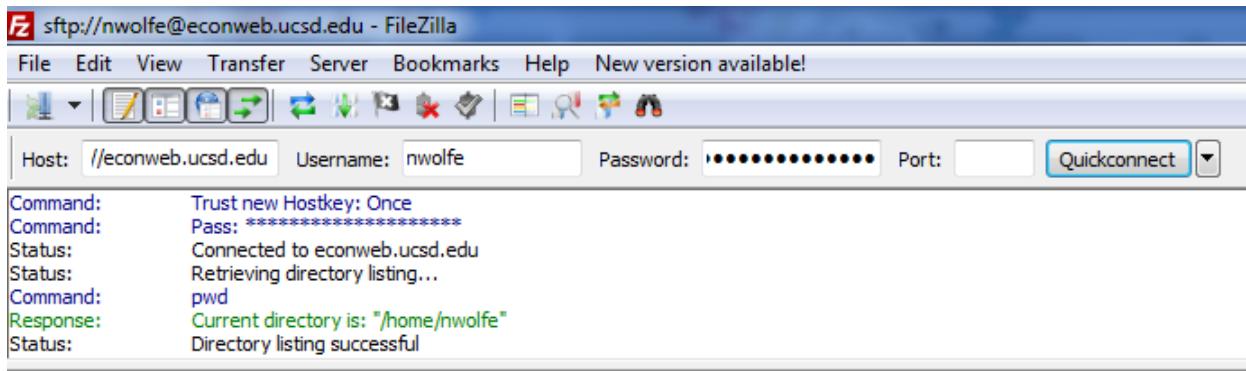 Fz sftp://nwolfe@econweb.ucsd.edu - FileZilla
File Edit View Transfer Server Bookmarks Help New version available!
Host: //econweb.ucsd.edu Username: nwolfe Password: ●●●●●●●●●●●●●● Port: Quickconnect
Command: Trust new Hostkey: Once
Command: Pass: ********************
Status: Connected to econweb.ucsd.edu
Status: Retrieving directory listing...
Command: pwd
Response: Current directory is: "/home/nwolfe"
Status: Directory listing successful